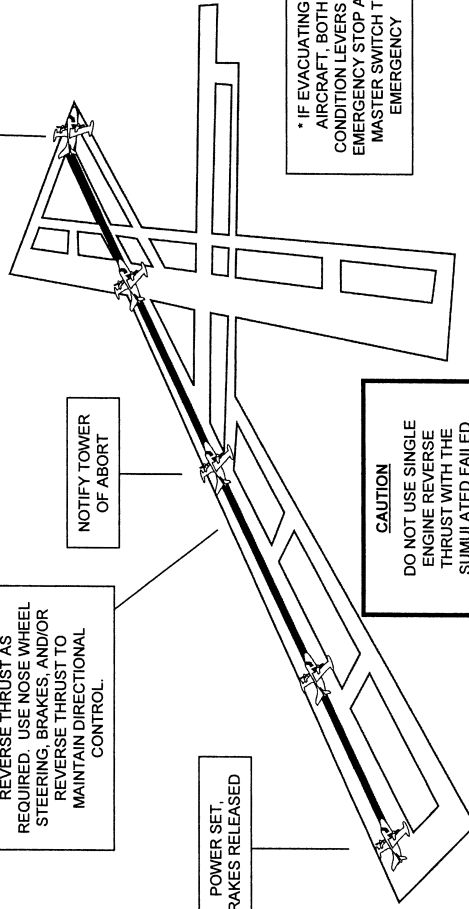 REVERSE THRUST AS
REQUIRED. USE NOSE WHEEL
STEERING, BRAKES, AND/OR
REVERSE THRUST TO
MAINTAIN DIRECTIONAL
CONTROL.
NOTIFY TOWER
OF ABORT
* IF EVACUATING
AIRCRAFT, BOTH
CONDITION LEVERS
EMERGENCY STOP A
MASTER SWITCH T
EMERGENCY
POWER SET,
RAKES RELEASED
CAUTION
DO NOT USE SINGLE
ENGINE REVERSE
THRUST WITH THE
SUMULATED FAILED